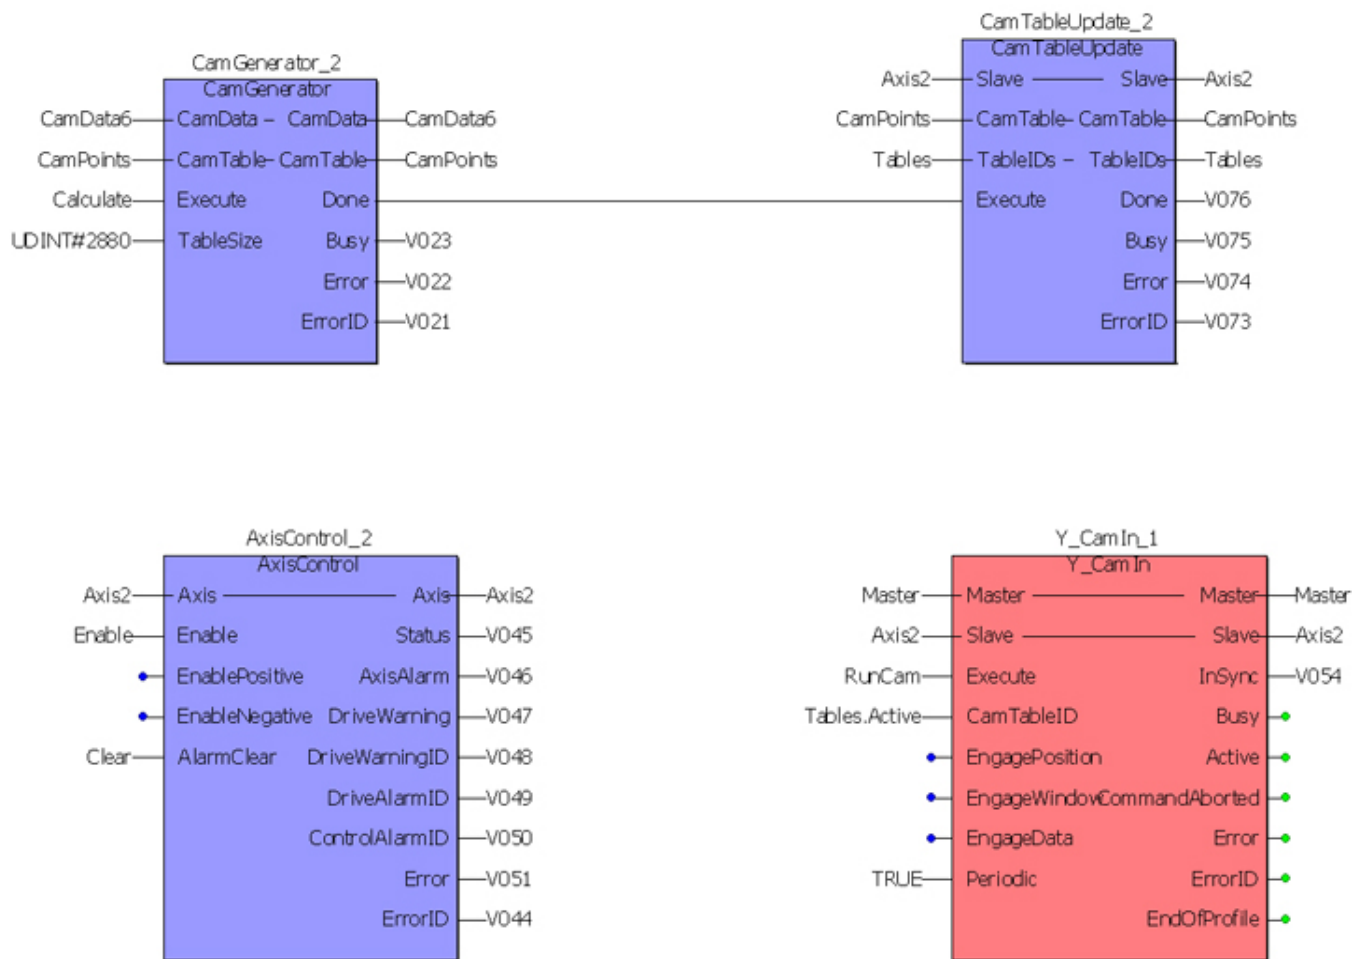 CamGenerator_2
CamGenerator
CamData6 CamData CamData CamData6
CamPoints CamTable CamTable CamPoints
Calculate Execute Done
UDINT#2880 TableSize Busy V023
Error V022
ErrorID V021
CamTableUpdate_2
CamTableUpdate
Axis2 Slave Slave Axis2
CamPoints CamTable CamTable CamPoints
Tables TableIDs TableIDs Tables
Execute Done V076
Busy V075
Error V074
ErrorID V073
AxisControl_2
AxisControl
Axis2 Axis Axis Axis2
Enable Enable Status V045
EnablePositive AxisAlarm V046
EnableNegative DriveWarning V047
Clear AlarmClear DriveWarningID V048
DriveAlarmID V049
ControlAlarmID V050
Error V051
ErrorID V044
Y_CamIn_1
Y_CamIn
Master Master Master Master
Axis2 Slave Slave Axis2
RunCam Execute InSync V054
Tables.Active CamTableID Busy
EngagePosition Active
EngageWindow CommandAborted
EngageData Error
TRUE Periodic ErrorID
EndOfProfile